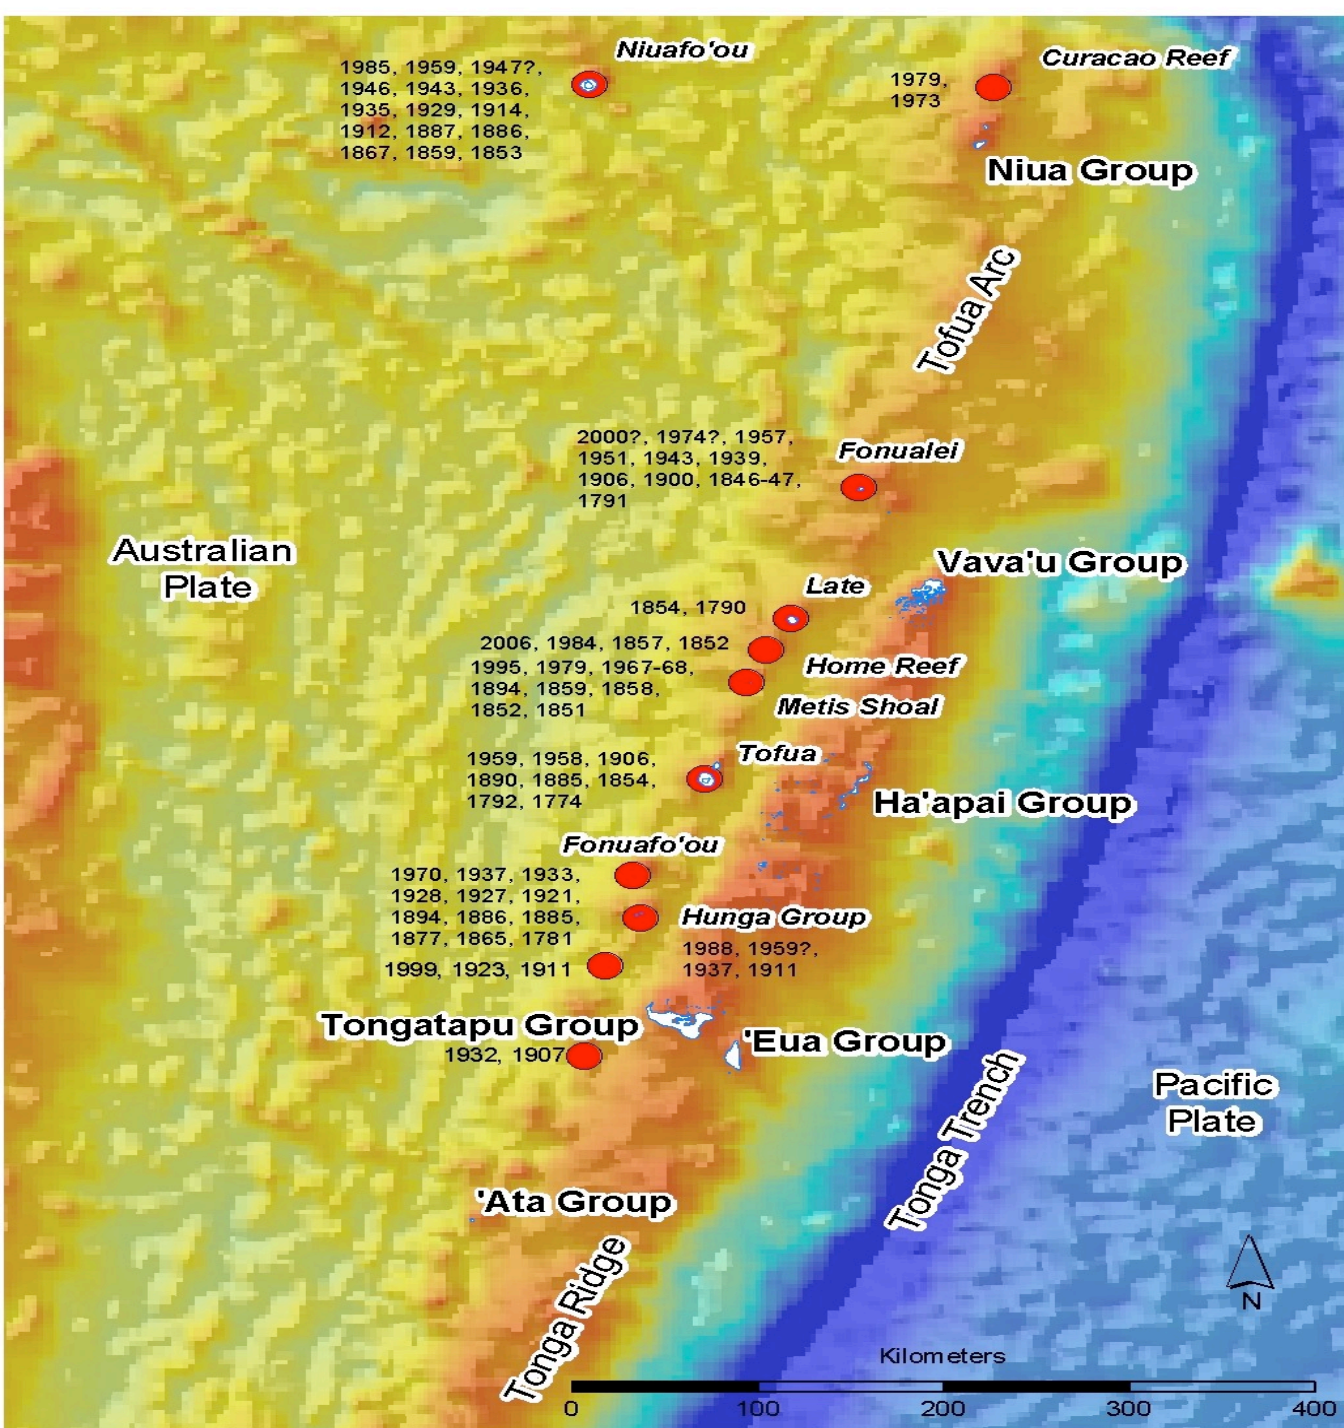 Niuafo'ou
1985, 1959, 1947?,
1946, 1943, 1936,
1935, 1929, 1914,
1912, 1887, 1886,
1867, 1859, 1853
Curacao Reef
1979,
1973
Niua Group
Tofua Arc
2000?, 1974?, 1957,
1951, 1943, 1939,
1906, 1900, 1846-47,
1791
Fonualei
Australian
Plate
Vava'u Group
Late
1854, 1790
2006, 1984, 1857, 1852
Home Reef
1995, 1979, 1967-68,
1894, 1859, 1858,
1852, 1851
Metis Shoal
Tofua
1959, 1958, 1906,
1890, 1885, 1854,
1792, 1774
Ha'apai Group
Fonuafo'ou
1970, 1937, 1933,
1928, 1927, 1921,
1894, 1886, 1885,
1877, 1865, 1781
Hunga Group
1988, 1959?,
1937, 1911
1999, 1923, 1911
Tongatapu Group
'Eua Group
1932, 1907
Pacific
Plate
Tonga Trench
'Ata Group
Tonga Ridge
N
Kilometers
0 100 200 300 400